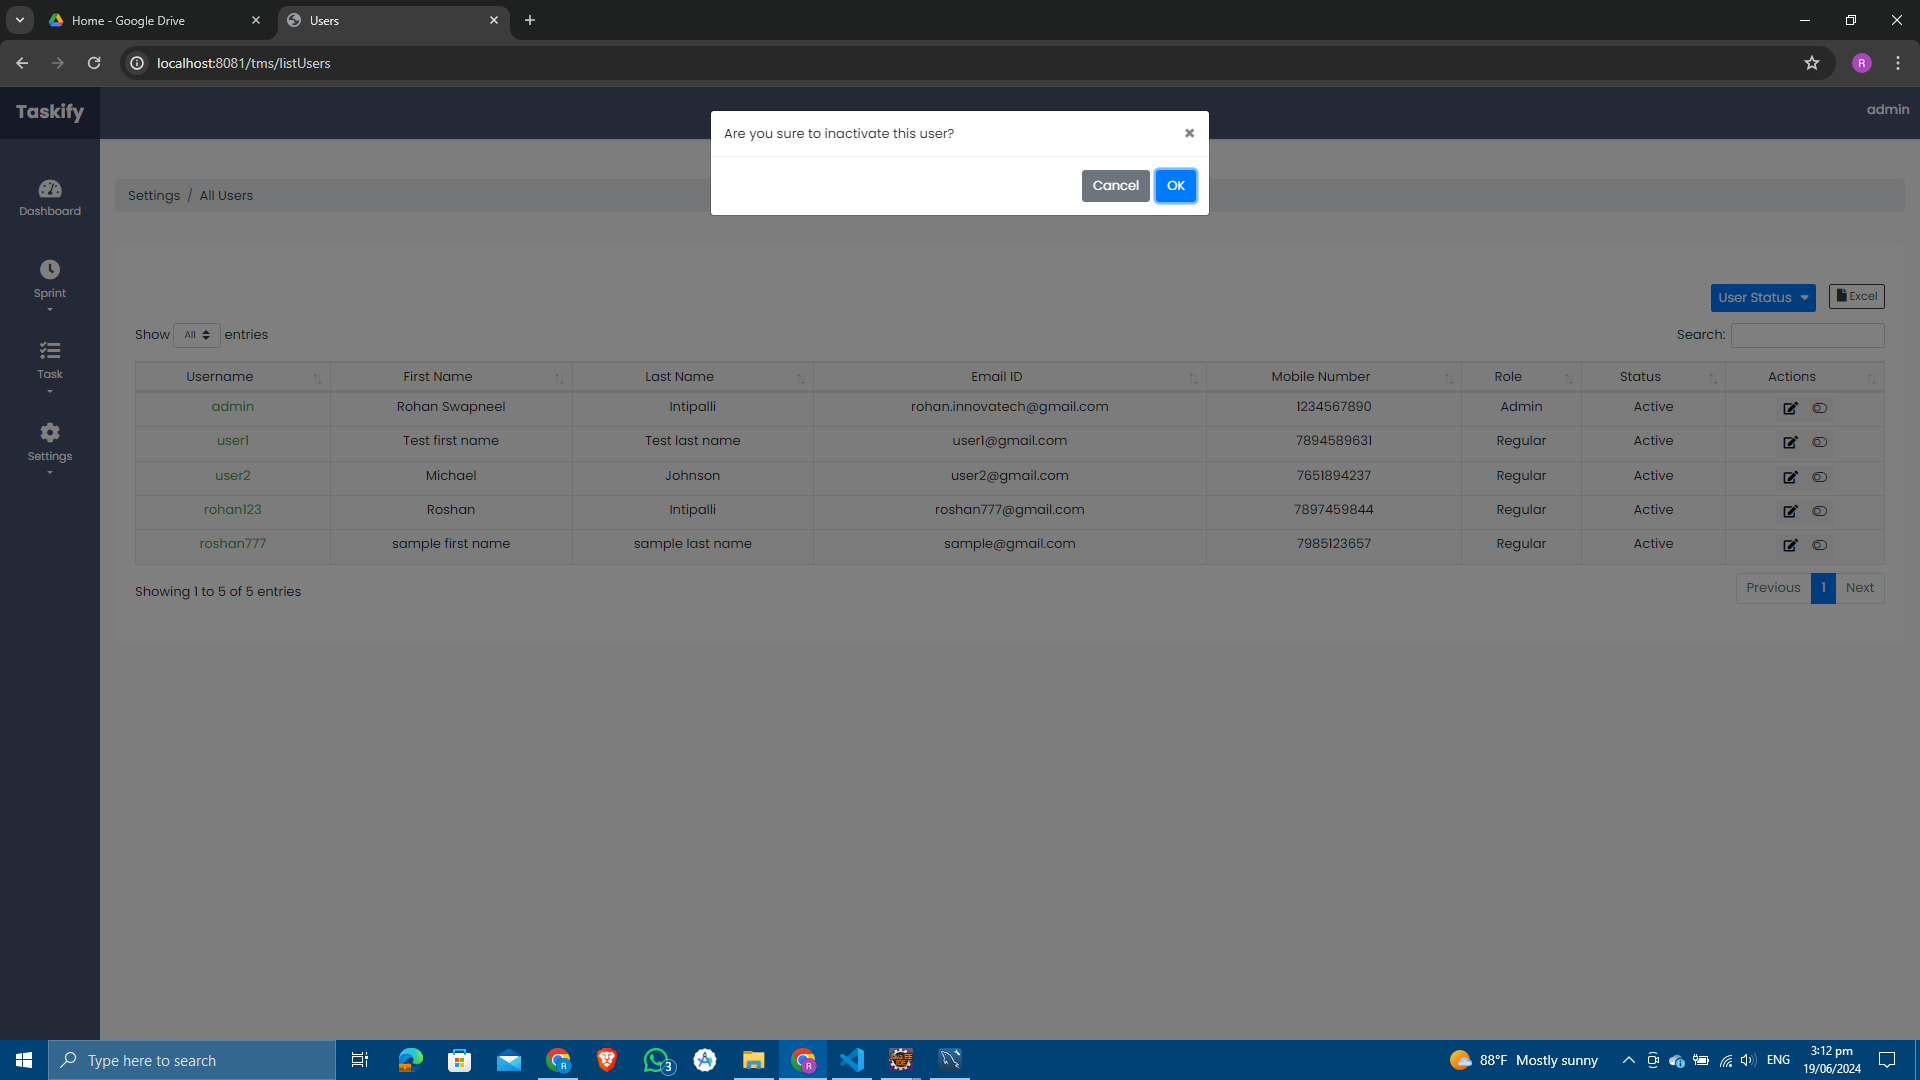 Home - Google Drive
Users
localhost:8081/tms/listUsers
R
Taskify
admin
Are you sure to inactivate this user?
Cancel OK
Dashboard
Sprint
Task
Settings
Settings / All Users
User Status
Excel
Show All entries
Search:
Username First Name Last Name Email ID Mobile Number Role Status Actions
admin Rohan Swapneel Intipalli rohan.innovatech@gmail.com 1234567890 Admin Active
user1 Test first name Test last name user1@gmail.com 7894589631 Regular Active
user2 Michael Johnson user2@gmail.com 7651894237 Regular Active
rohan123 Roshan Intipalli roshan777@gmail.com 7897459844 Regular Active
roshan777 sample first name sample last name sample@gmail.com 7985123657 Regular Active
Showing 1 to 5 of 5 entries
Previous 1 Next
Type here to search
R
3
R
88°F Mostly sunny
ENG
3:12 pm
19/06/2024